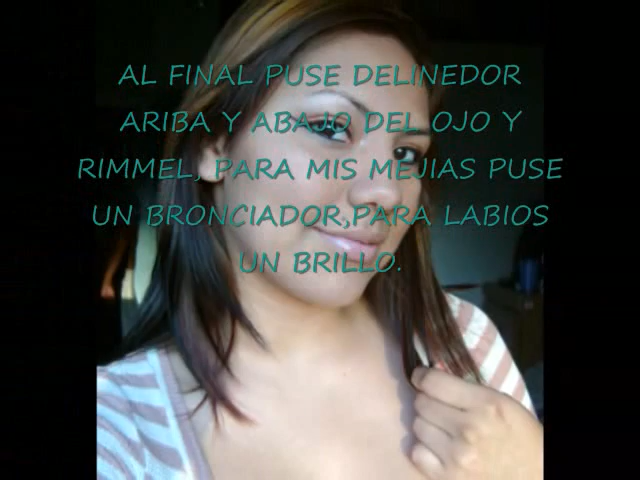 AL FINAL PUSE DELINEDOR
ARIBA Y ABAJO DEL OJO Y
RIMMEL, PARA MIS MEJIAS PUSE
UN BRONCIADOR,PARA LABIOS
UN BRILLO.